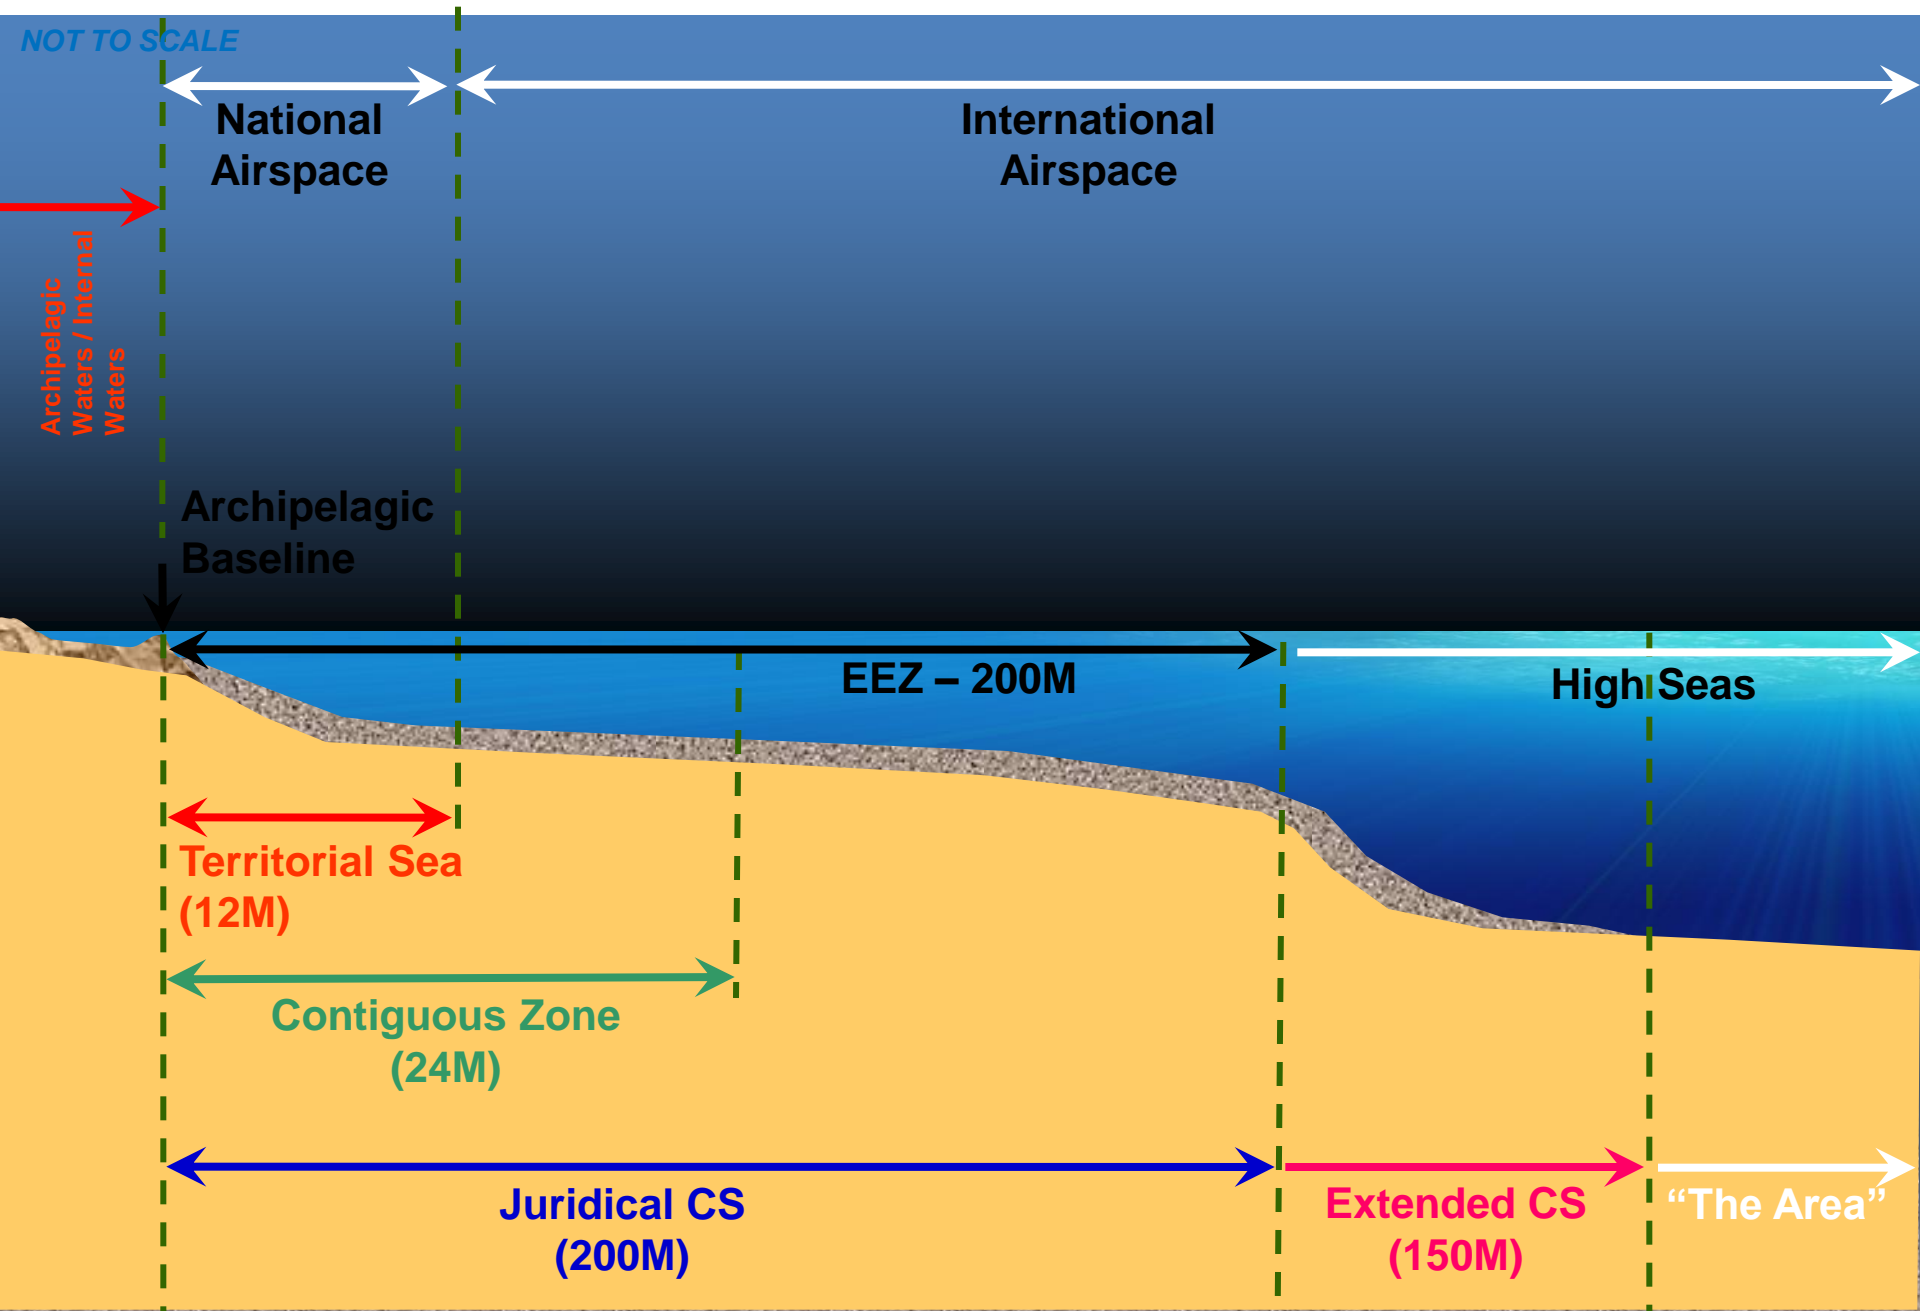 NOT TO SCALE
National
Airspace
International
Airspace
Archipelagic
Waters / Internal
Waters
Archipelagic
Baseline
EEZ – 200M
High Seas
Territorial Sea
(12M)
Contiguous Zone
(24M)
Juridical CS
(200M)
Extended CS
(150M)
“The Area”